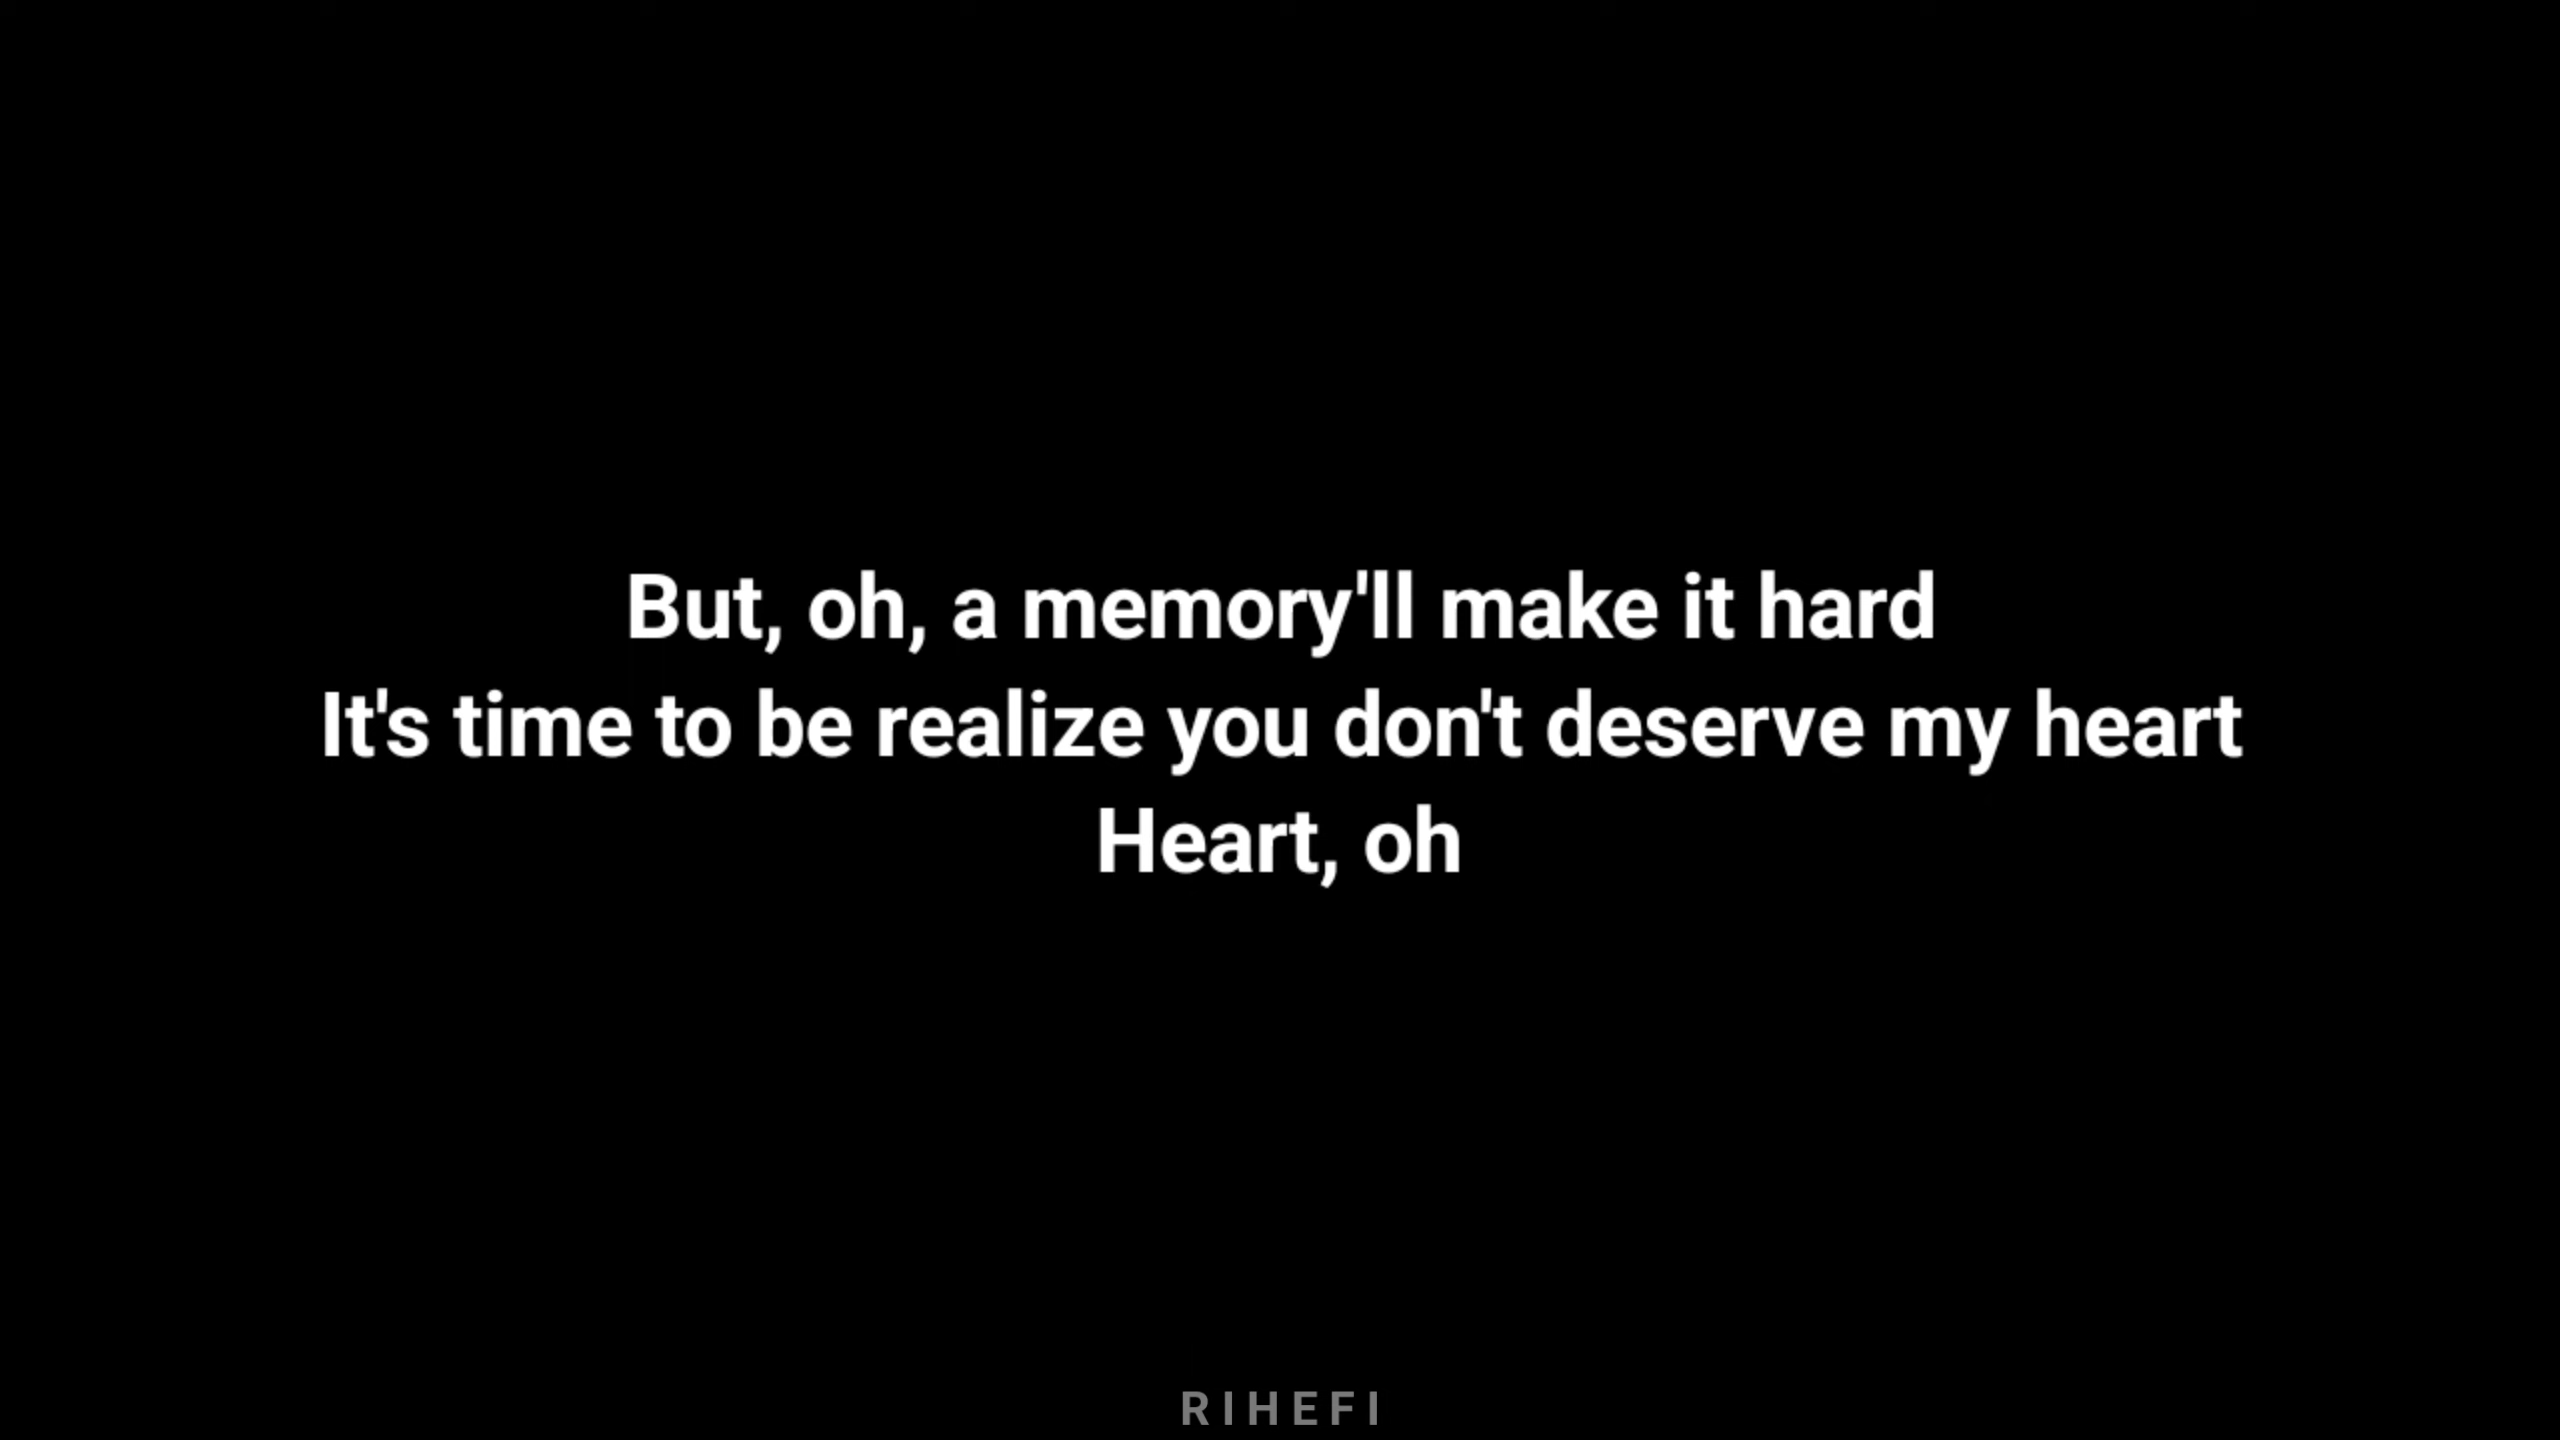 But, oh, a memory'll make it hard
It's time to be realize you don't deserve my heart
Heart, oh
RIHEFI